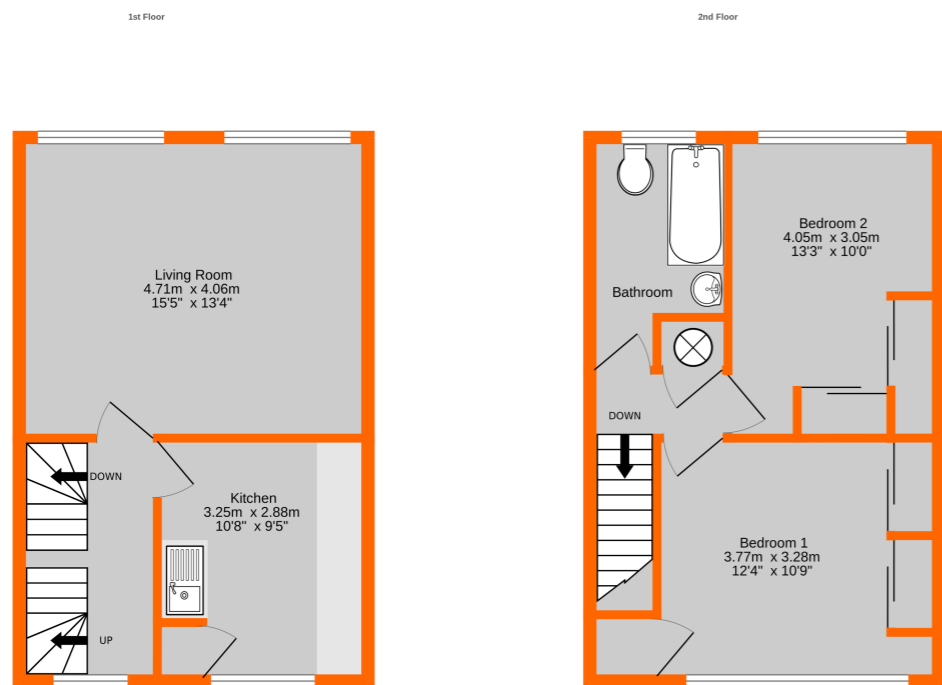 1st Floor
2nd Floor
Living Room
4.71m x 4.06m
15'5" x 13'4"
DOWN
Kitchen
3.25m x 2.88m
10'8" x 9'5"
UP
Bedroom 2
4.05m x 3.05m
13'3" x 10'0"
Bathroom
DOWN
Bedroom 1
3.77m x 3.28m
12'4" x 10'9"